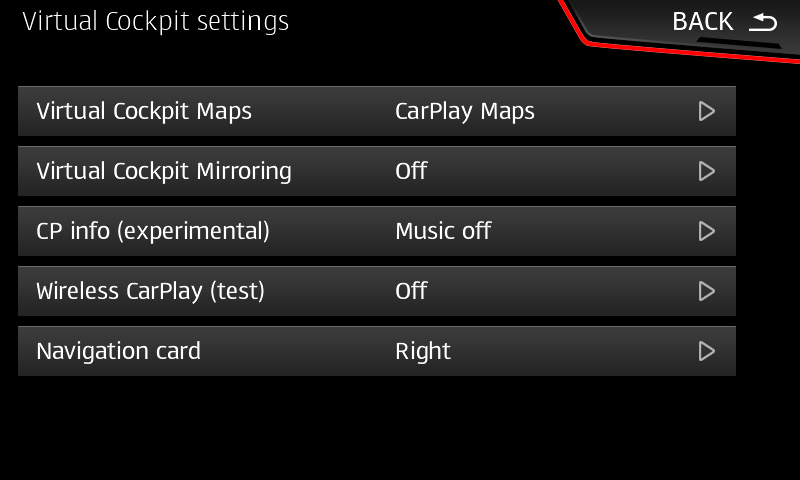 Virtual Cockpit settings
BACK
Virtual Cockpit Maps CarPlay Maps
Virtual Cockpit Mirroring Off
CP info (experimental) Music off
Wireless CarPlay (test) Off
Navigation card Right